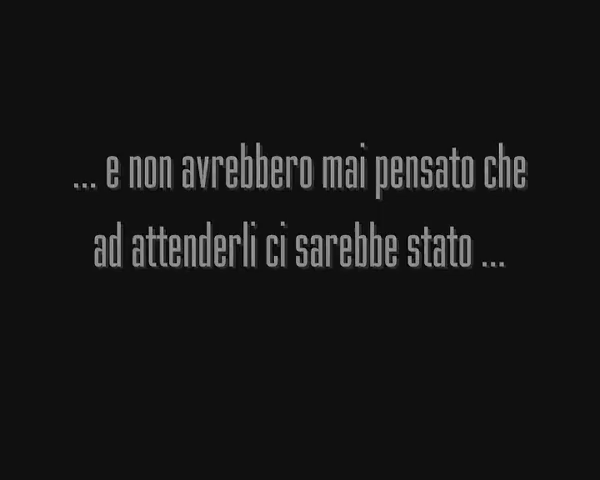 ... e non avrebbero mai pensato che
ad attenderli ci sarebbe stato ...